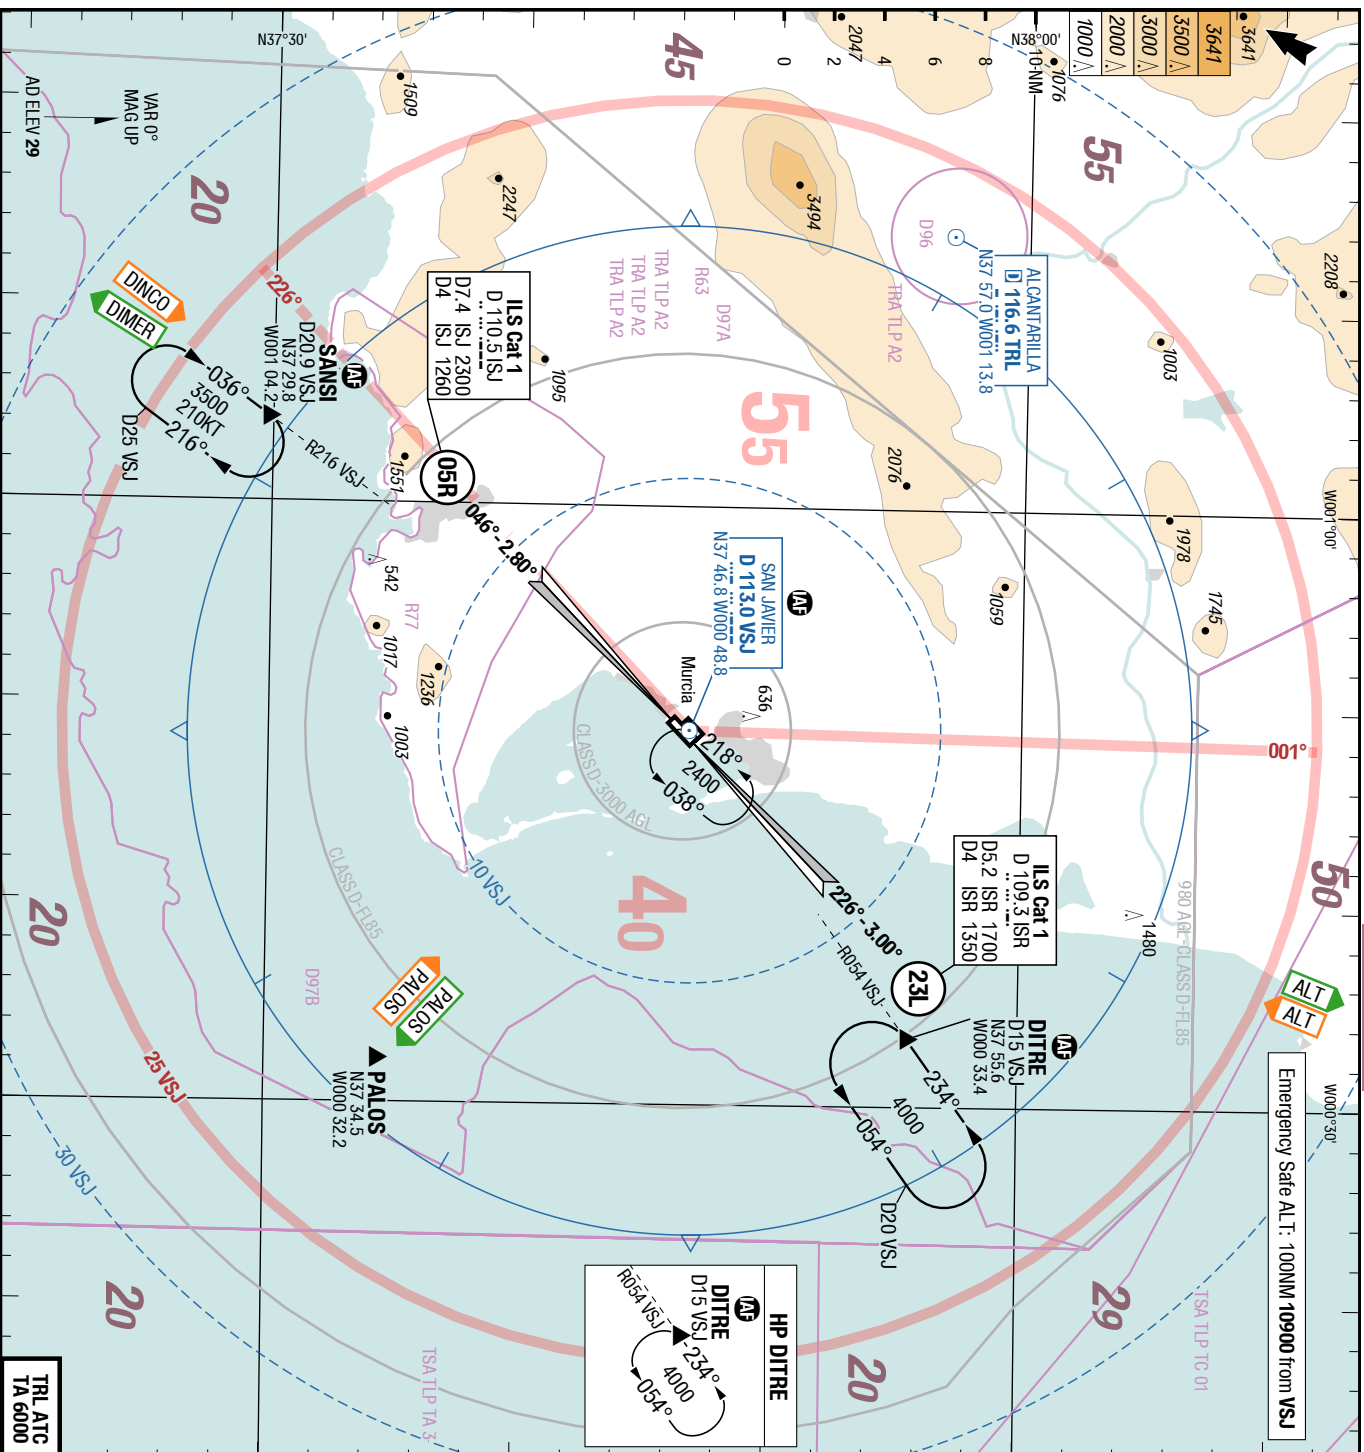 3641
3641
3500
3000
2000
1000
3641
N38°00'
10 NM
8
6
4
2
0
1076
2047
45
N37°30'
1509
VAR 0°
MAG UP
AD ELEV 29
55
2208
20
2247
3494
D96
ALCANTARILLA
D 116.6 TRL
N37 57.0 W001 13.8
TRA TLP A2
1003
D97A
R63
TRA TLP A2
TRA TLP A2
TRA TLP A2
226°
DINCO
DIMER
ILS Cat 1
D 110.5 ISJ
D7.4 ISJ 2300
D4 ISJ 1260
1095
IAF
SANSI
D20.9 VSJ
N37 29.8
W001 04.2
036°
3500
210KT
216°
D25 VSJ
R216 VSJ
1551
05R
55
2076
W001°00'
1978
046° - 2.80°
542
R77
1017
1236
1003
IAF
SAN JAVIER
D 113.0 VSJ
N37 46.8 W000 48.8
1059
1745
Murcia
636
218°
2400
038°
001°
CLASS D-3000 AGL
CLASS D-FL85
10 VSJ
40
226° - 3.00°
R054 VSJ
ILS Cat 1
D 109.3 ISR
D5.2 ISR 1700
D4 ISR 1350
23L
1480
980 AGL-CLASS D-FL85
50
20
D97B
PALOS
PALOS
ALT
ALT
IAF
DITRE
D15 VSJ
N37 55.6
W000 33.4
234°
4000
054°
D20 VSJ
PALOS
N37 34.5
W000 32.2
25 VSJ
30 VSJ
W000°30'
Emergency Safe ALT: 100NM 10900 from VSJ
20
29
TSA TLP TC 01
HP DITRE
IAF
DITRE
D15 VSJ
R054 VSJ
234°
4000
054°
20
TSA TLP TA 3
TRL ATC
TA 6000